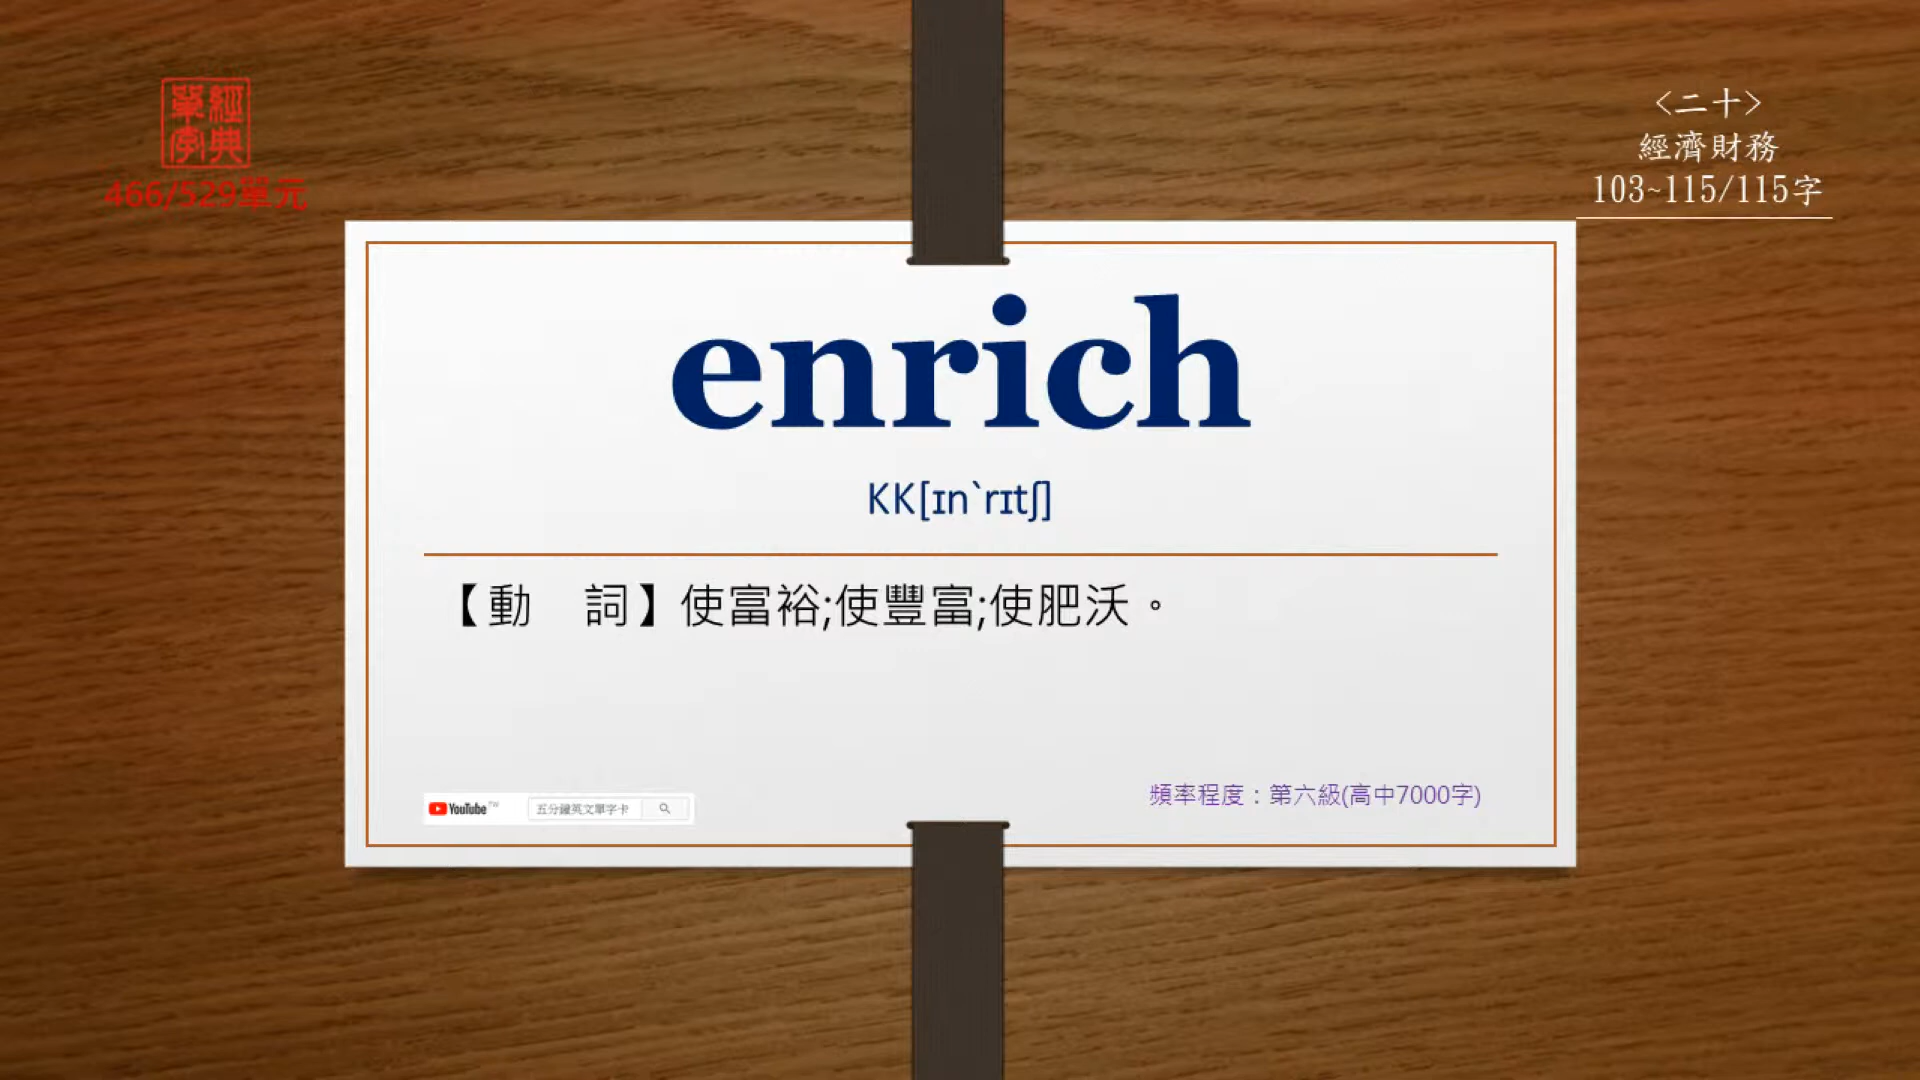 經典
單字
466/529單元
<二十>
經濟財務
103~115/115字
enrich
KK[ɪn`rɪtʃ]
【動　詞】使富裕;使豐富;使肥沃。
頻率程度：第六級(高中7000字)
YouTube TW
五分鐘英文單字卡